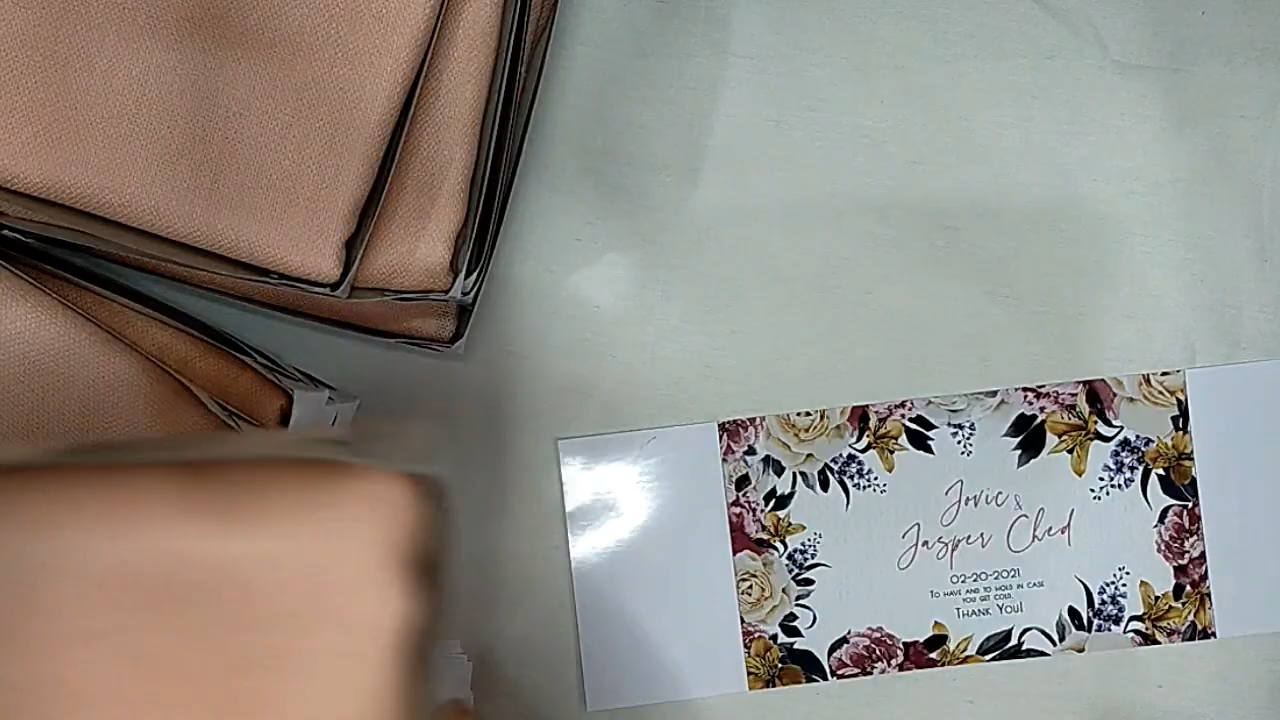 Jovic &
Jasper Ched
02-20-2021
To have and to hold in case
you get cold.
Thank You!